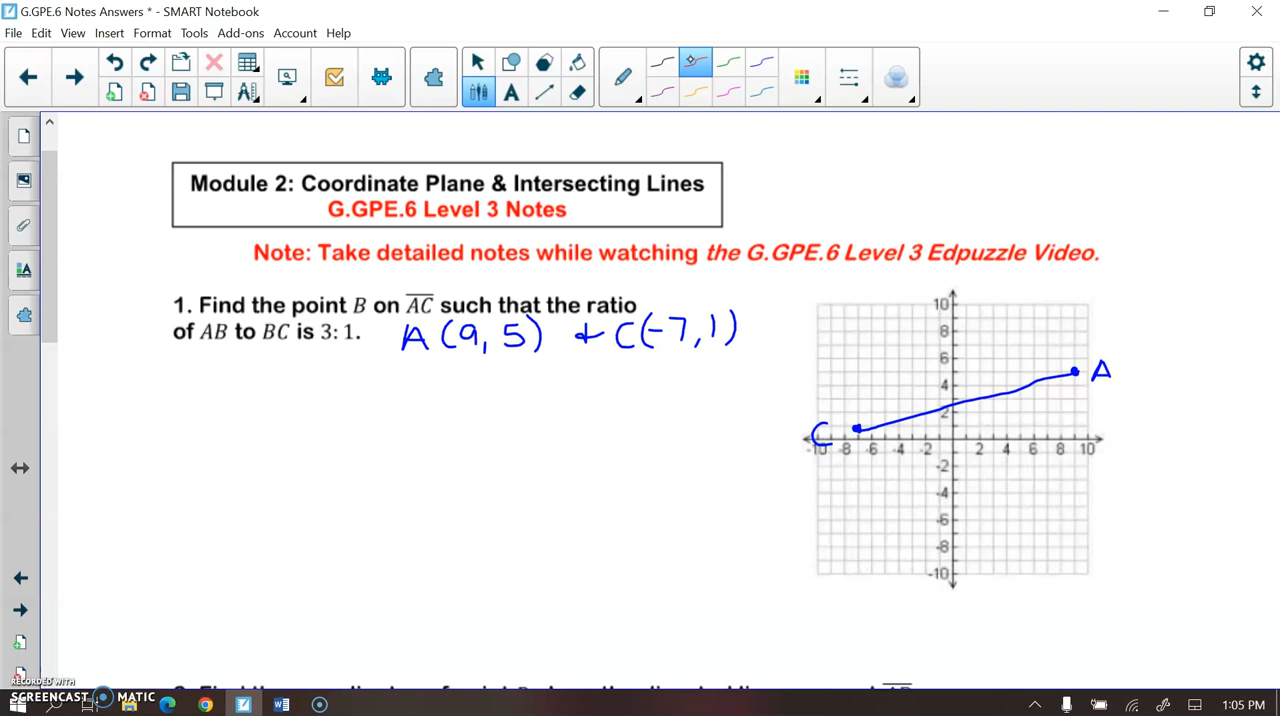 G.GPE.6 Notes Answers * - SMART Notebook
File Edit View Insert Format Tools Add-ons Account Help
Module 2: Coordinate Plane & Intersecting Lines
G.GPE.6 Level 3 Notes
Note: Take detailed notes while watching the G.GPE.6 Level 3 Edpuzzle Video.
1. Find the point B on AC such that the ratio
of AB to BC is 3:1. A (9, 5) + C(-7, 1)
10
8
6
A
4
2
C
-10 -8 -6 -4 -2 2 4 6 8 10
-2
-4
-6
-8
-10
RECORDED WITH
SCREENCAST MATIC
1:05 PM